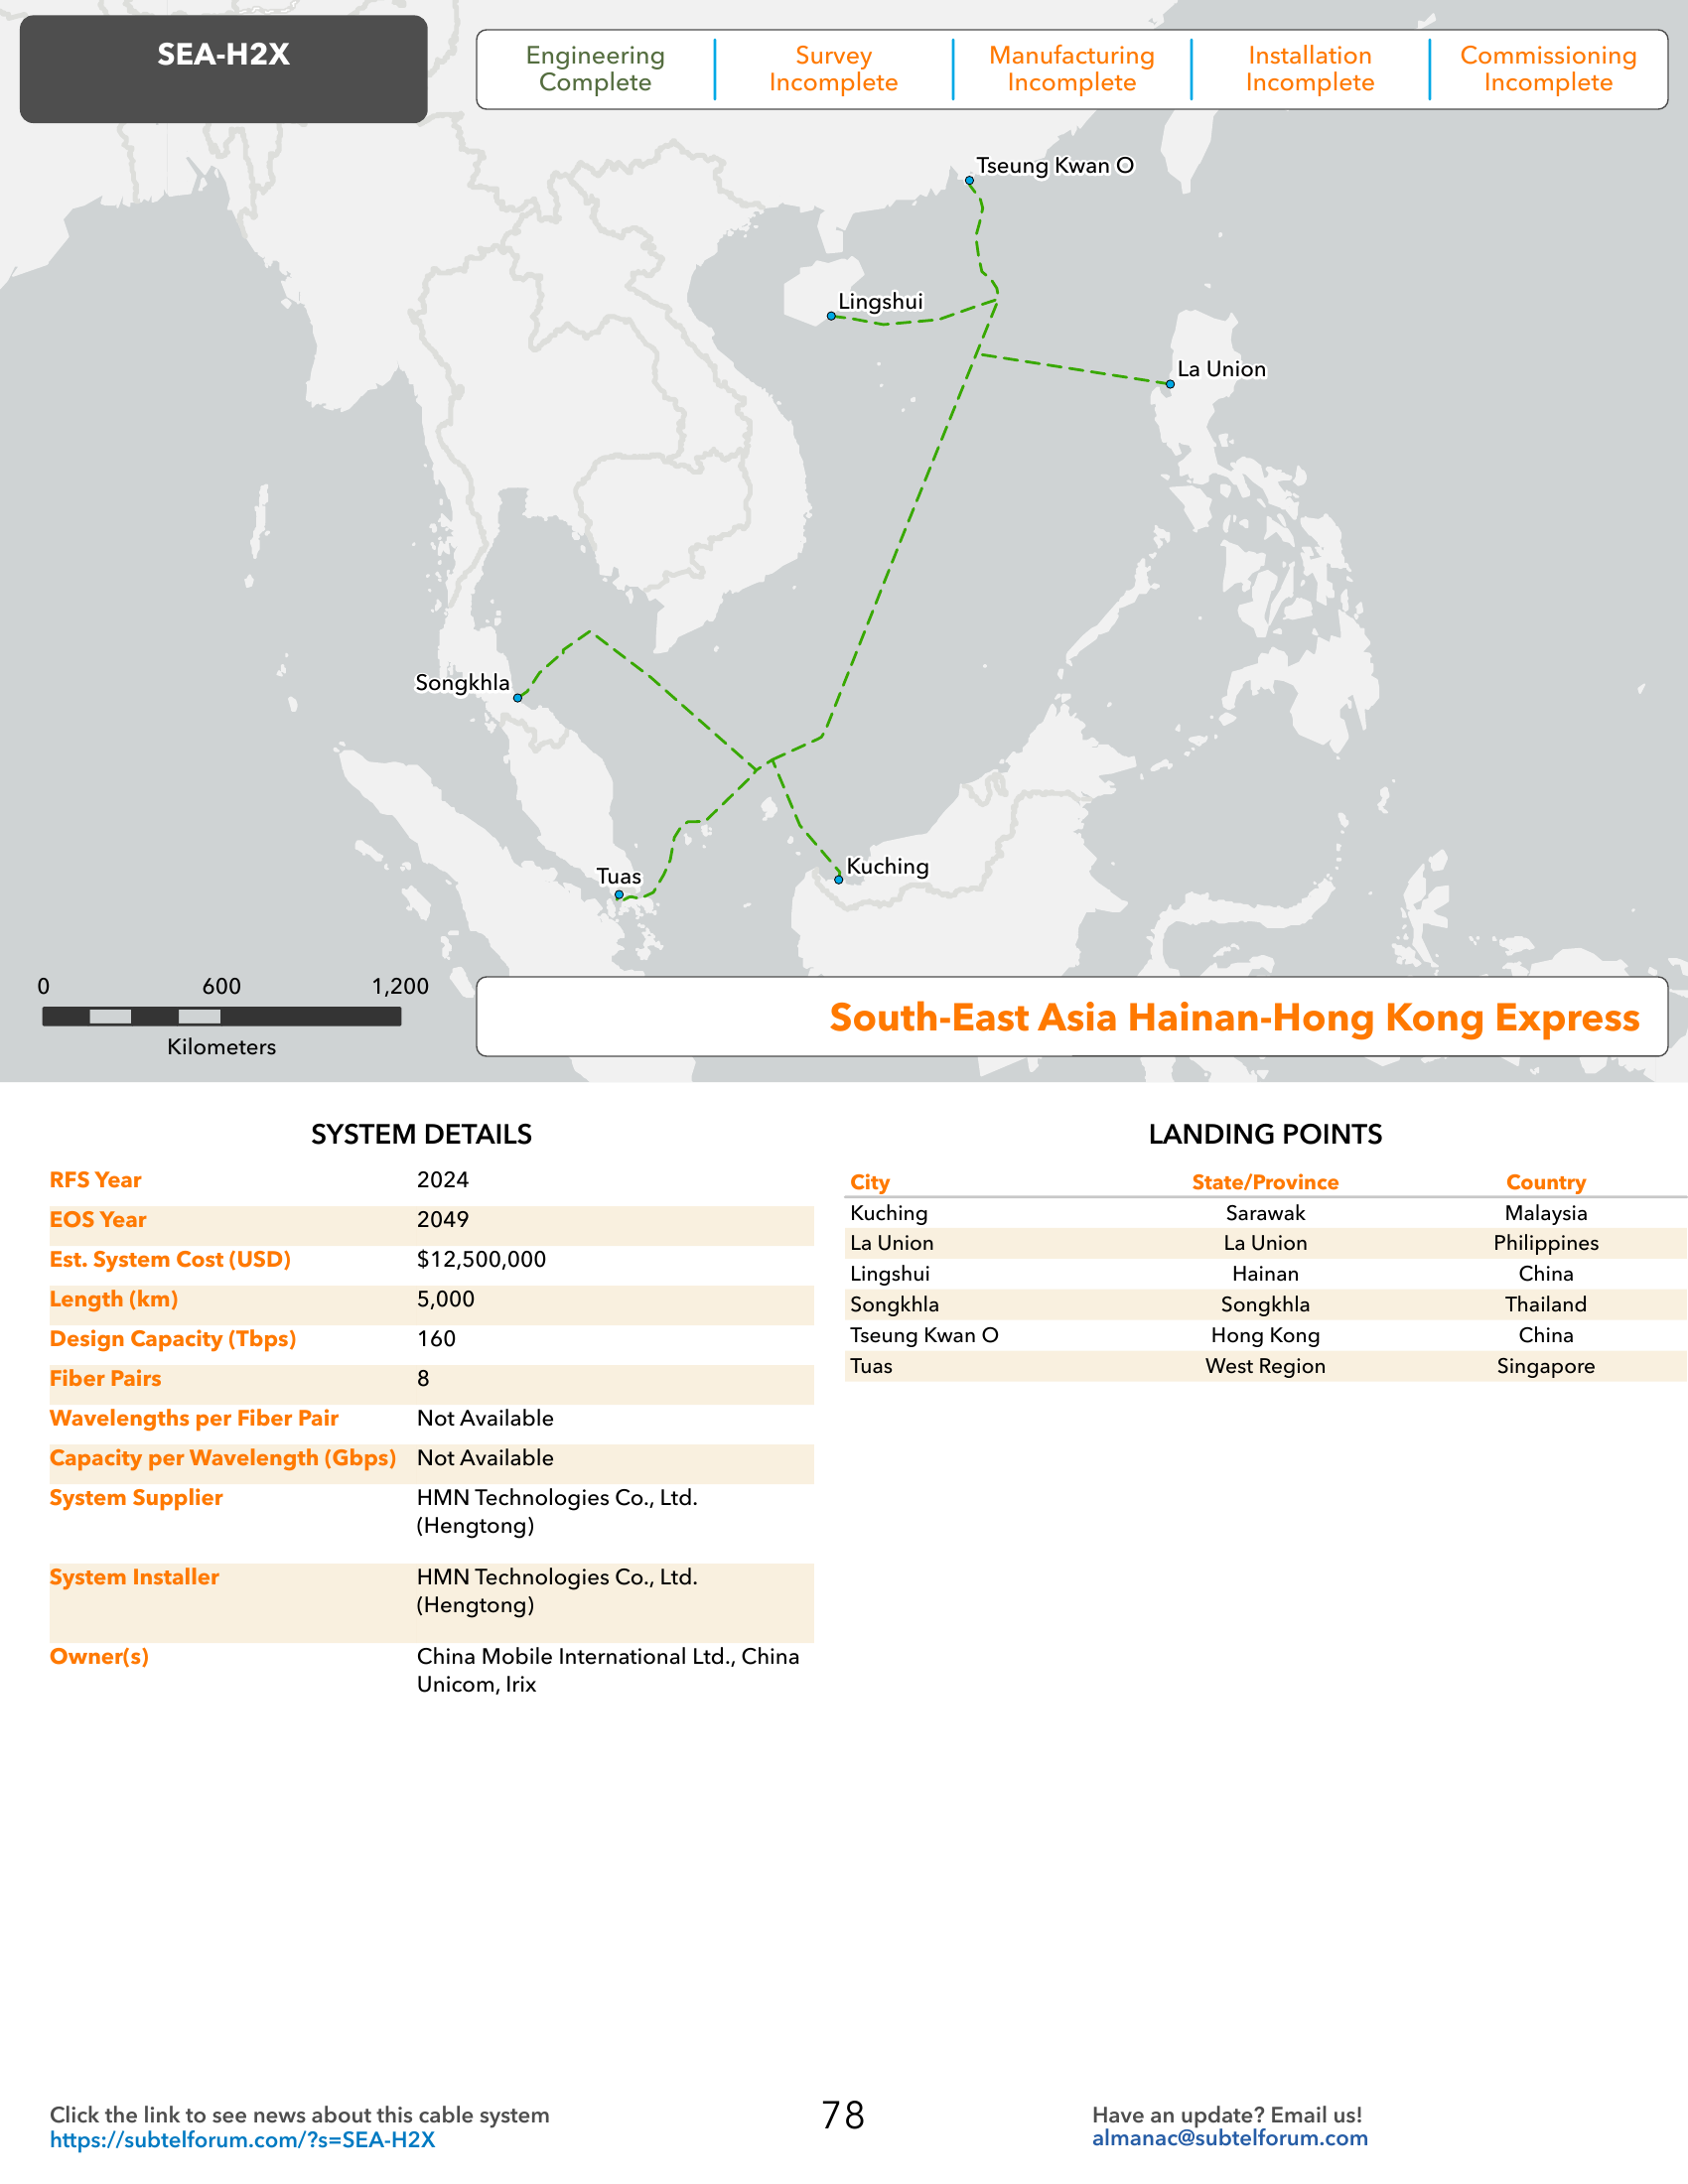 SEA-H2X
Engineering
Complete
Survey
Incomplete
Manufacturing
Incomplete
Installation
Incomplete
Commissioning
Incomplete
Tseung Kwan O
Lingshui
La Union
Songkhla
Tuas
Kuching
0 600 1,200
Kilometers
South-East Asia Hainan-Hong Kong Express
SYSTEM DETAILS
RFS Year 2024
EOS Year 2049
Est. System Cost (USD) $12,500,000
Length (km) 5,000
Design Capacity (Tbps) 160
Fiber Pairs 8
Wavelengths per Fiber Pair Not Available
Capacity per Wavelength (Gbps) Not Available
System Supplier HMN Technologies Co., Ltd.
(Hengtong)
System Installer HMN Technologies Co., Ltd.
(Hengtong)
Owner(s) China Mobile International Ltd., China
Unicom, Irix
LANDING POINTS
City State/Province Country
Kuching Sarawak Malaysia
La Union La Union Philippines
Lingshui Hainan China
Songkhla Songkhla Thailand
Tseung Kwan O Hong Kong China
Tuas West Region Singapore
Click the link to see news about this cable system
https://subtelforum.com/?s=SEA-H2X
78
Have an update? Email us!
almanac@subtelforum.com